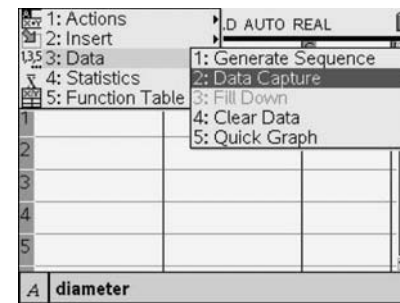 1: Actions
.D AUTO REAL
2: Insert
3: Data
1: Generate Sequence
4: Statistics
2: Data Capture
5: Function Table
3: Fill Down
1
4: Clear Data
5: Quick Graph
2
3
4
5
A diameter